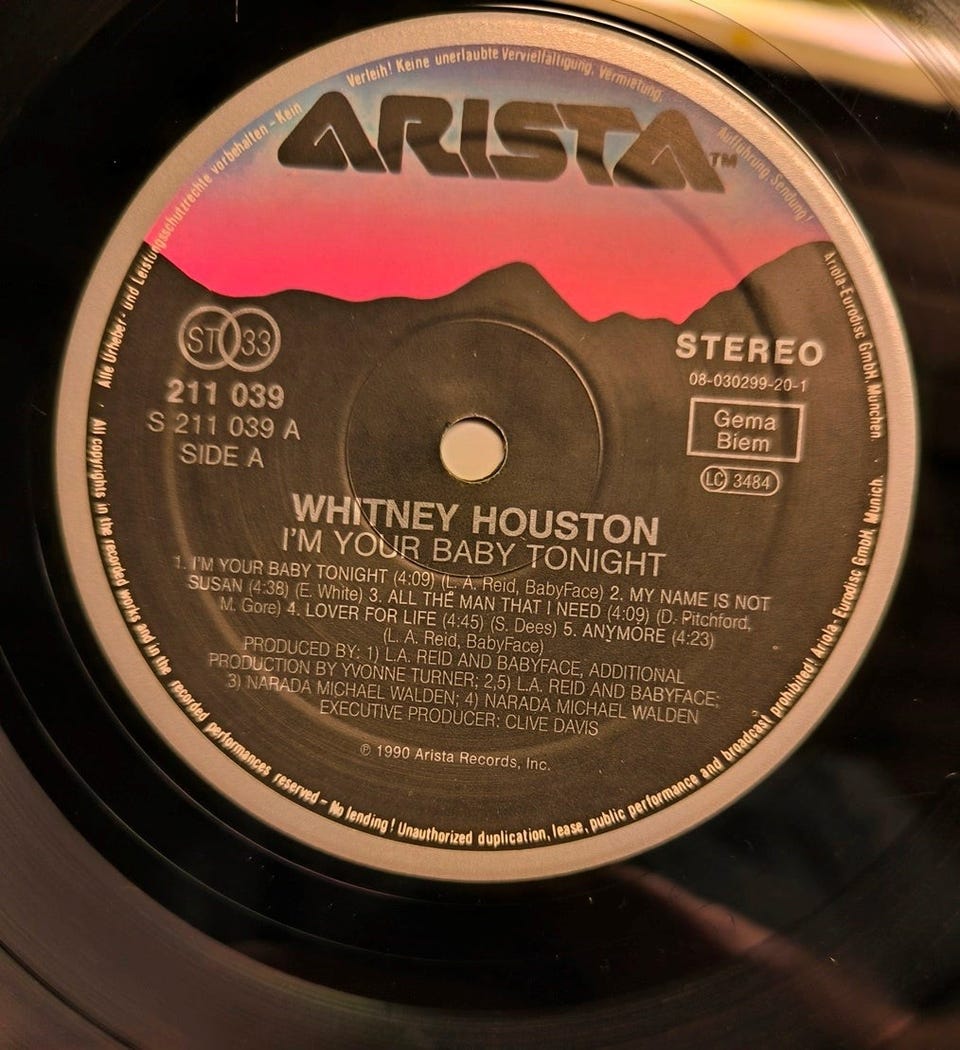 Alle Urheber- und Leistungsschutzrechte vorbehalten - Kein Verleih! Keine unerlaubte Vervielfältigung, Vermietung, Aufführung, Sendung!
ARISTA™
Ariola-Eurodisc GmbH, München.
ST 33
211 039
S 211 039 A
SIDE A
STEREO
08-030299-20-1
Gema
Biem
LC 3484
WHITNEY HOUSTON
I'M YOUR BABY TONIGHT
1. I'M YOUR BABY TONIGHT (4:09) (L. A. Reid, BabyFace) 2. MY NAME IS NOT
SUSAN (4:38) (E. White) 3. ALL THE MAN THAT I NEED (4:09) (D. Pitchford,
M. Gore) 4. LOVER FOR LIFE (4:45) (S. Dees) 5. ANYMORE (4:23)
(L. A. Reid, BabyFace)
PRODUCED BY: 1) L.A. REID AND BABYFACE, ADDITIONAL
PRODUCTION BY YVONNE TURNER; 2,5) L.A. REID AND BABYFACE;
3) NARADA MICHAEL WALDEN; 4) NARADA MICHAEL WALDEN
EXECUTIVE PRODUCER: CLIVE DAVIS
℗ 1990 Arista Records, Inc.
All copyrights in the recorded works and in the recorded performances reserved - No lending! Unauthorized duplication, lease, public performance and broadcast prohibited! Ariola-Eurodisc GmbH, Munich.